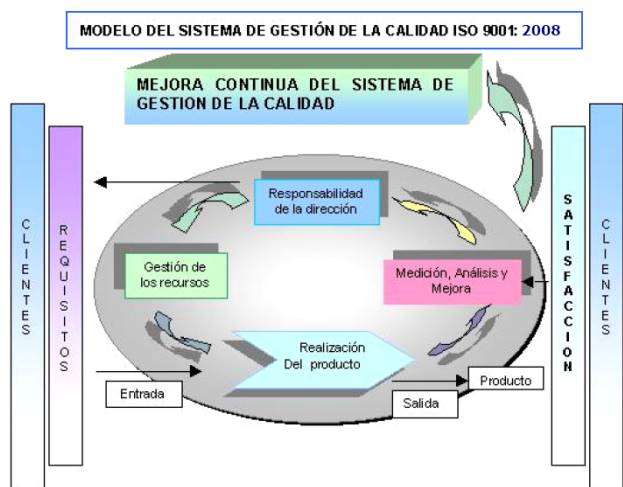 MODELO DEL SISTEMA DE GESTIÓN DE LA CALIDAD ISO 9001: 2008
MEJORA CONTINUA DEL SISTEMA DE
GESTION DE LA CALIDAD
CLIENTES
REQUISITOS
Responsabilidad
de la dirección
Gestión de
los recursos
Medición, Análisis y
Mejora
Realización
Del producto
Entrada
Salida
Producto
SATISFACCION
CLIENTES